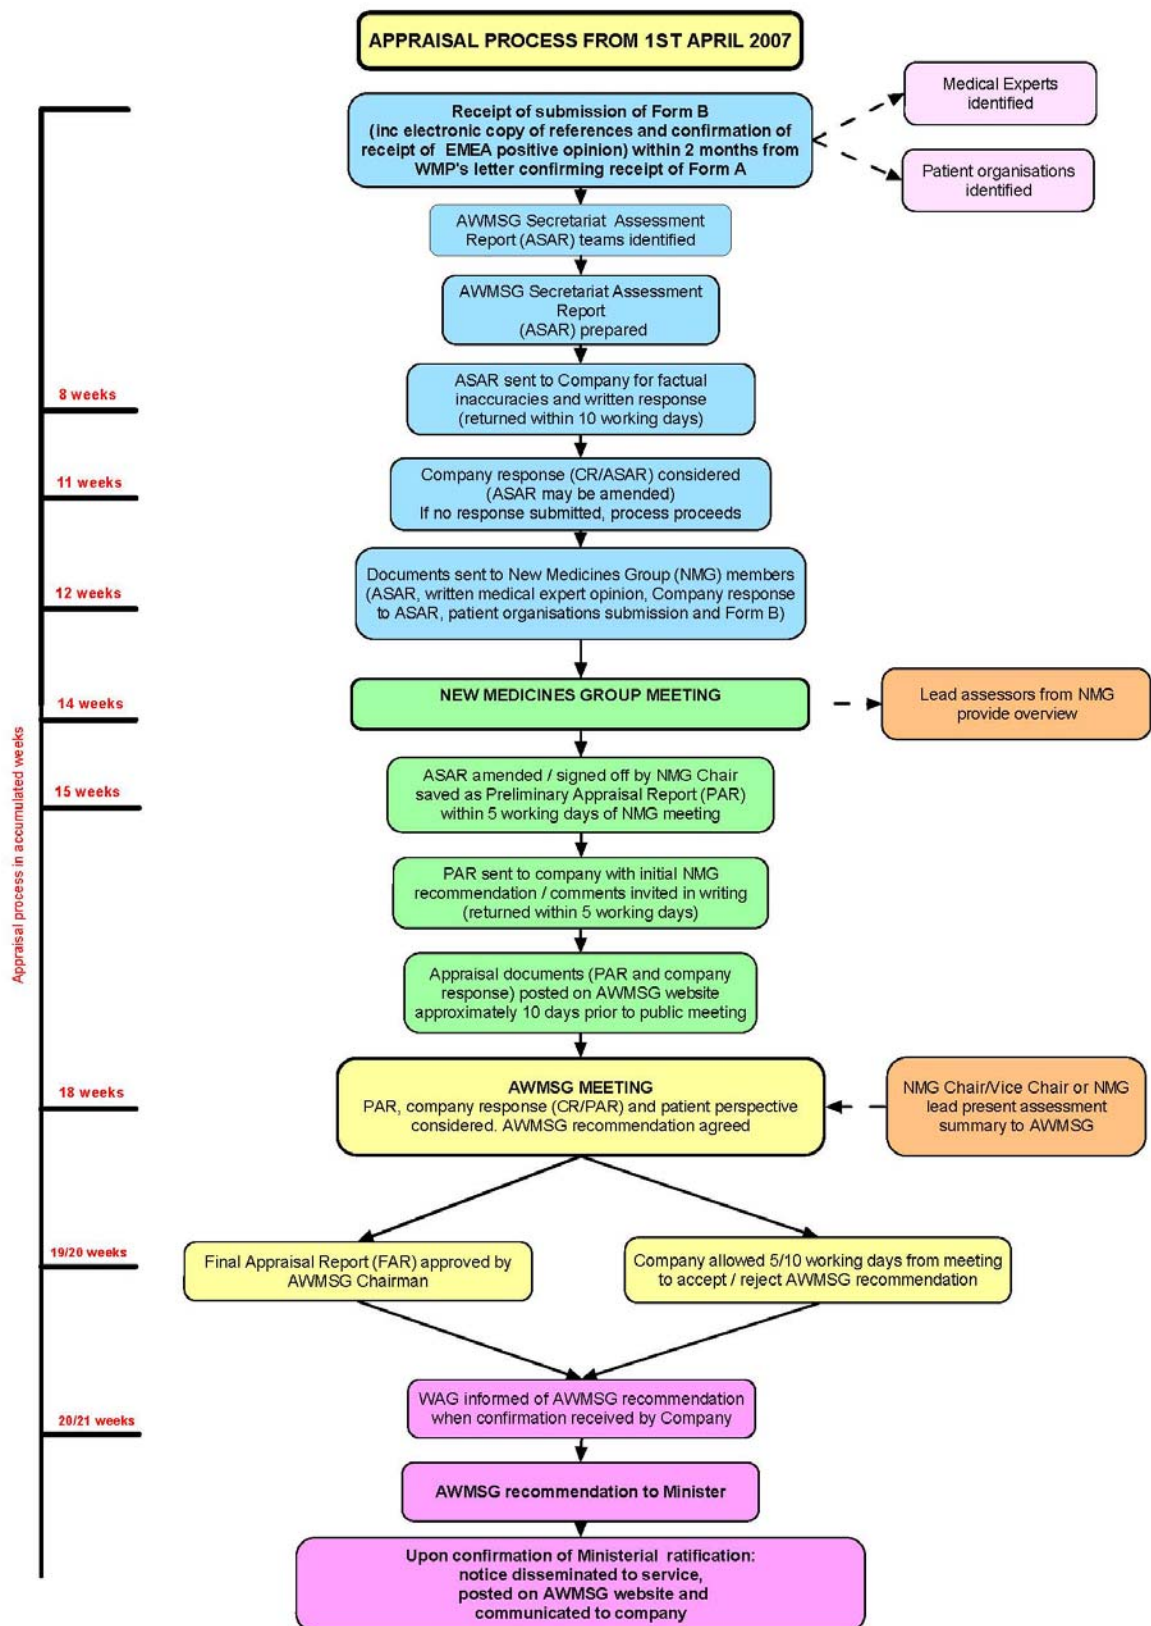 APPRAISAL PROCESS FROM 1ST APRIL 2007
Receipt of submission of Form B
(inc electronic copy of references and confirmation of
receipt of EMEA positive opinion) within 2 months from
WMP's letter confirming receipt of Form A
Medical Experts
identified
Patient organisations
identified
AWMSG Secretariat Assessment
Report (ASAR) teams identified
AWMSG Secretariat Assessment
Report
(ASAR) prepared
8 weeks
ASAR sent to Company for factual
inaccuracies and written response
(returned within 10 working days)
11 weeks
Company response (CR/ASAR) considered
(ASAR may be amended)
If no response submitted, process proceeds
12 weeks
Documents sent to New Medicines Group (NMG) members
(ASAR, written medical expert opinion, Company response
to ASAR, patient organisations submission and Form B)
14 weeks
NEW MEDICINES GROUP MEETING
Lead assessors from NMG
provide overview
Appraisal process in accumulated weeks
15 weeks
ASAR amended / signed off by NMG Chair
saved as Preliminary Appraisal Report (PAR)
within 5 working days of NMG meeting
PAR sent to company with initial NMG
recommendation / comments invited in writing
(returned within 5 working days)
Appraisal documents (PAR and company
response) posted on AWMSG website
approximately 10 days prior to public meeting
18 weeks
AWMSG MEETING
PAR, company response (CR/PAR) and patient perspective
considered. AWMSG recommendation agreed
NMG Chair/Vice Chair or NMG
lead present assessment
summary to AWMSG
19/20 weeks
Final Appraisal Report (FAR) approved by
AWMSG Chairman
Company allowed 5/10 working days from meeting
to accept / reject AWMSG recommendation
20/21 weeks
WAG informed of AWMSG recommendation
when confirmation received by Company
AWMSG recommendation to Minister
Upon confirmation of Ministerial ratification:
notice disseminated to service,
posted on AWMSG website and
communicated to company